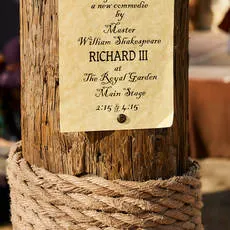 a new commedie
by
Master
William Shakespeare
RICHARD III
at
The Royal Garden
Main Stage
2:15 & 4:15